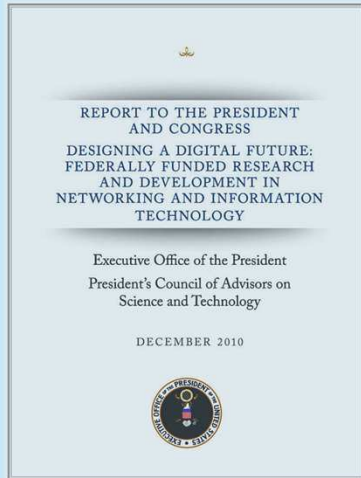 REPORT TO THE PRESIDENT
AND CONGRESS
DESIGNING A DIGITAL FUTURE:
FEDERALLY FUNDED RESEARCH
AND DEVELOPMENT IN
NETWORKING AND INFORMATION
TECHNOLOGY
Executive Office of the President
President's Council of Advisors on
Science and Technology
DECEMBER 2010
EXECUTIVE OFFICE OF THE PRESIDENT OF THE UNITED STATES